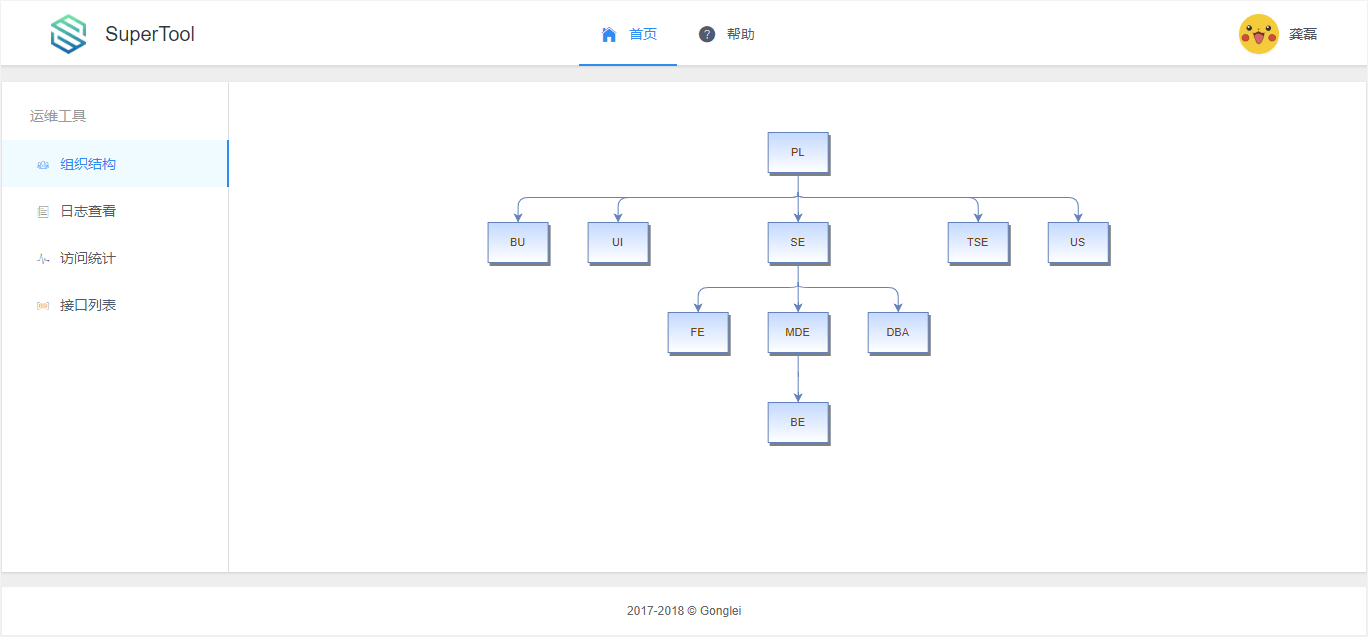 SuperTool
首页
帮助
龚磊
运维工具
组织结构
日志查看
访问统计
接口列表
PL
BU
UI
SE
TSE
US
FE
MDE
DBA
BE
2017-2018 © Gonglei